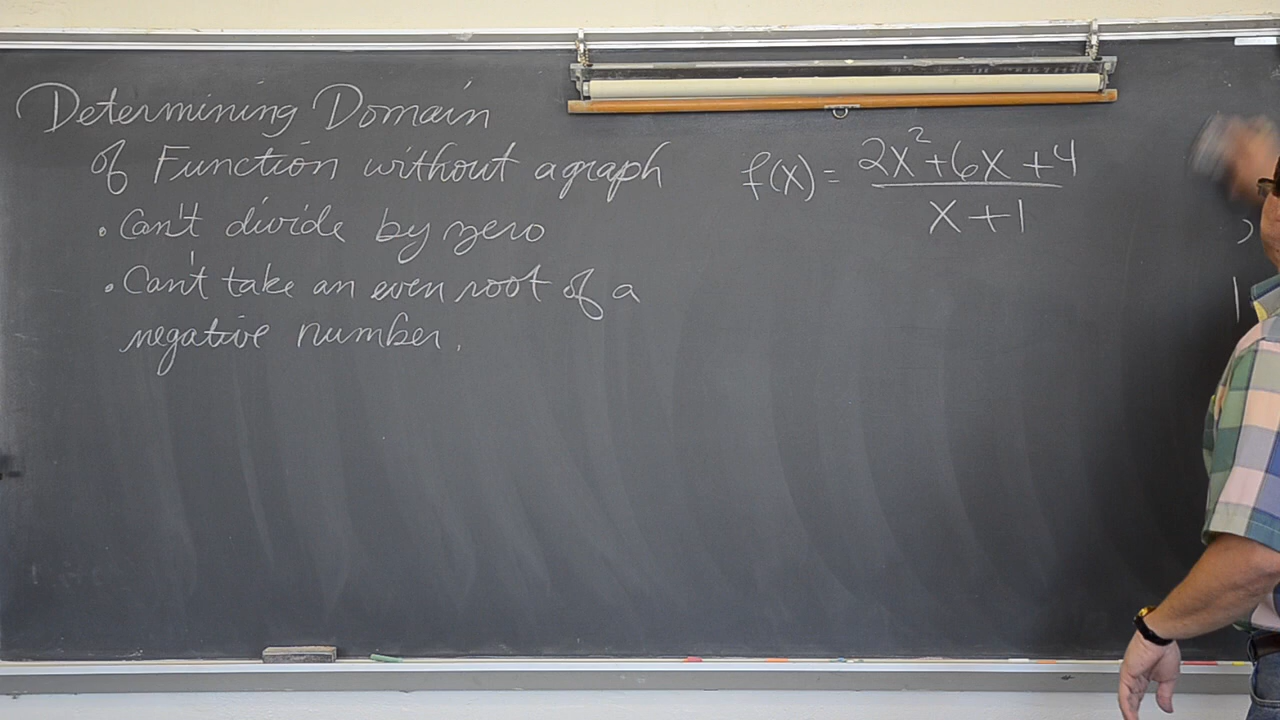 Determining Domain
of Function without a graph
• Can't divide by zero
• Can't take an even root of a
negative number.
f(x) = 2x²+6x+4
x+1